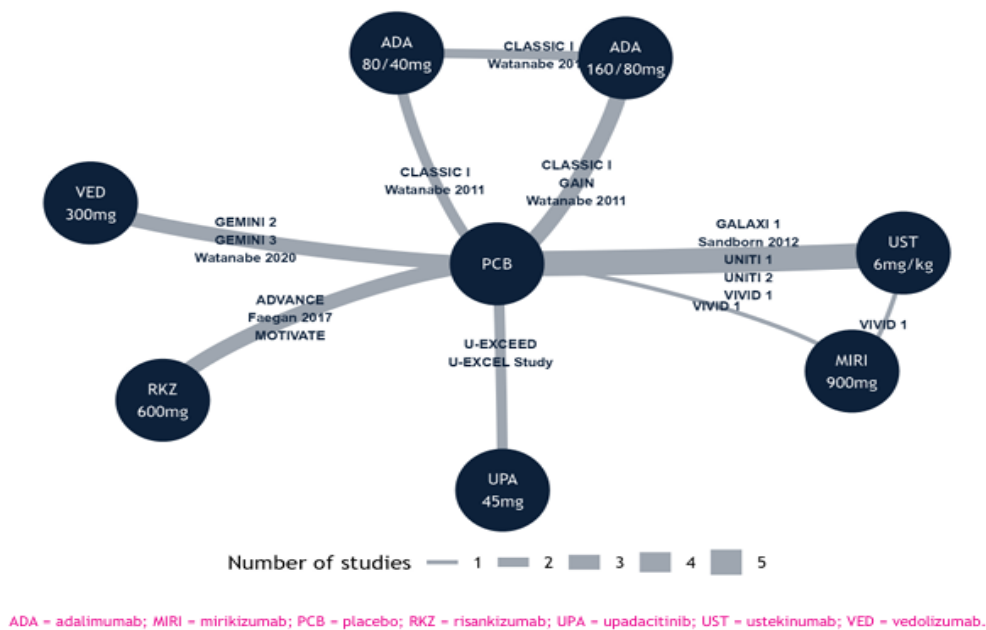 ADA
80/40mg
CLASSIC I
Watanabe
ADA
160/80mg
CLASSIC I
Watanabe 2011
CLASSIC I
GAIN
Watanabe 2011
VED
300mg
GEMINI 2
GEMINI 3
Watanabe 2020
PCB
GALAXI 1
Sandborn 2012
UNITI 1
UNITI 2
VIVID 1
UST
6mg/kg
VIVID 1
VIVID 1
MIRI
900mg
ADVANCE
Faegan 2017
MOTIVATE
RKZ
600mg
U-EXCEED
U-EXCEL Study
UPA
45mg
Number of studies 1 2 3 4 5
ADA = adalimumab; MIRI = mirikizumab; PCB = placebo; RKZ = risankizumab; UPA = upadacitinib; UST = ustekinumab; VED = vedolizumab.